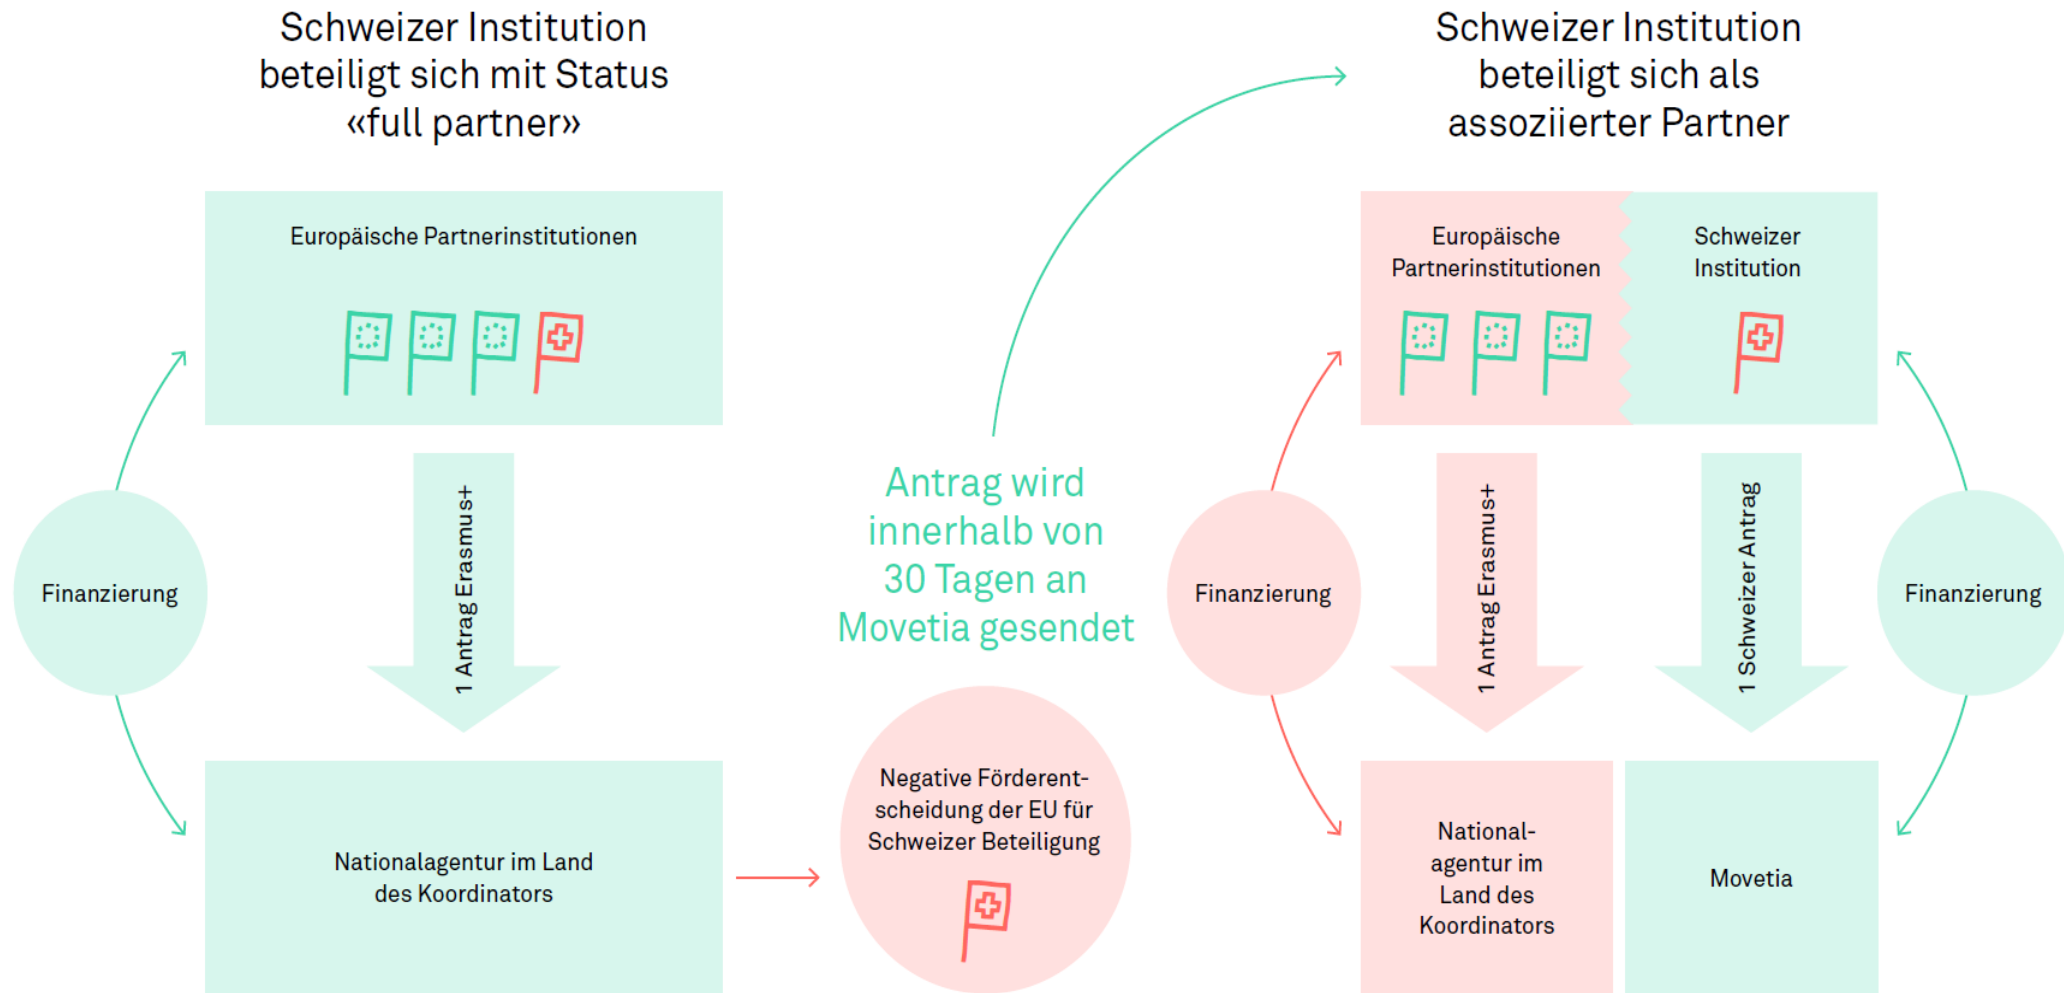 Schweizer Institution
beteiligt sich mit Status
«full partner»
Europäische Partnerinstitutionen
Finanzierung
1 Antrag Erasmus+
Nationalagentur im Land
des Koordinators
Antrag wird
innerhalb von
30 Tagen an
Movetia gesendet
Negative Förderent-
scheidung der EU für
Schweizer Beteiligung
Schweizer Institution
beteiligt sich als
assoziierter Partner
Europäische
Partnerinstitutionen
Schweizer
Institution
Finanzierung
1 Antrag Erasmus+
1 Schweizer Antrag
Finanzierung
National-
agentur im
Land des
Koordinators
Movetia